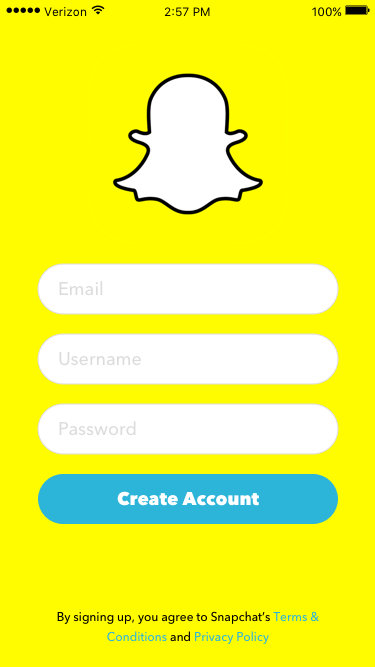 Verizon 2:57 PM 100%
Email
Username
Password
Create Account
By signing up, you agree to Snapchat's Terms &
Conditions and Privacy Policy